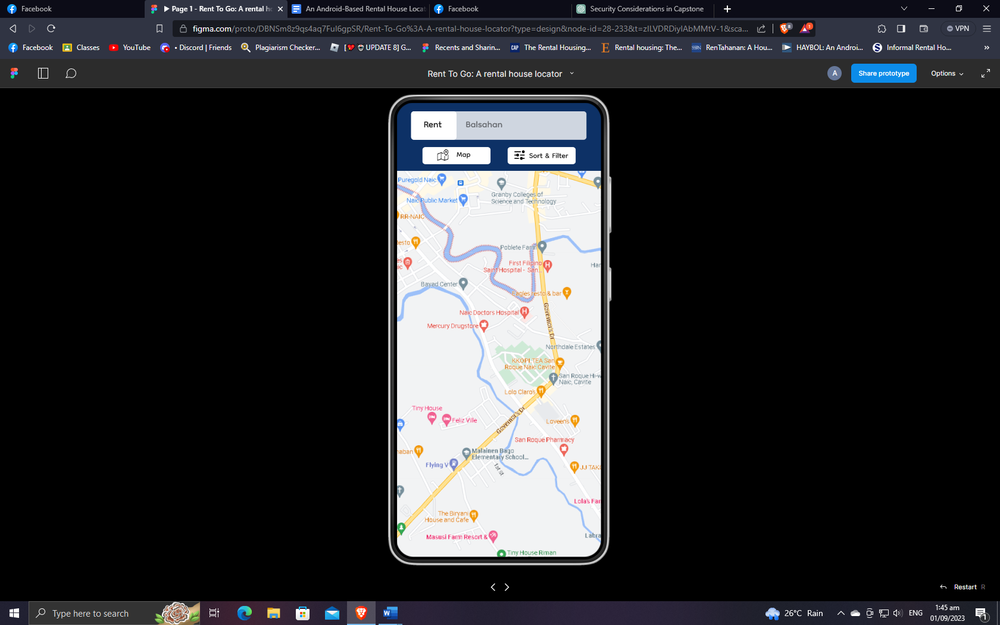 Facebook
▶ Page 1 - Rent To Go: A rental ho
An Android-Based Rental House Locat
Facebook
Security Considerations in Capstone
figma.com/proto/DBNSm8z9qs4aq7Ful6gpSR/Rent-To-Go%3A-A-rental-house-locator?type=design&node-id=28-233&t=zILVDRDiylAbMMtV-1&sca...
8
1
VPN
Facebook
Classes
YouTube
• Discord | Friends
Plagiarism Checker...
[❤️ 💀UPDATE 8] G...
Recents and Sharin...
CAP
The Rental Housing...
Rental housing: The...
SSRN
RenTahanan: A Hou...
HAYBOL: An Androi...
Informal Rental Ho...
»
Rent To Go: A rental house locator
A
Share prototype
Options
Rent
Balsahan
Map
Sort & Filter
Puregold Naic
Granby Colleges of
Science and Technology
Naic Public Market
RR-NAIC
esto
Poblete Farm
First Filipino
Saint Hospital - San...
Har
es
ic
Bayad Center
Eagles resto & bar
Naic Doctors Hospital
Governor's Dr
Mercury Drugstore
Northdale Estates
KKOPI.TEA San
Roque Naic Cavite
San Roque Hi-w
Naic, Cavite
Lolo Claro's
Tiny House
Feliz Ville
Governor's Dr
Loveens
San Roque Pharmacy
Malainen Bago
Elementary School...
naban
Flying V
1st St
JJ TAK
Lola's Far
The Biryani
House and Cafe
Masusi Farm Resort &
Labra
Tiny House Riman
Restart R
Type here to search
26°C Rain
ENG
1:45 am
01/09/2023
1